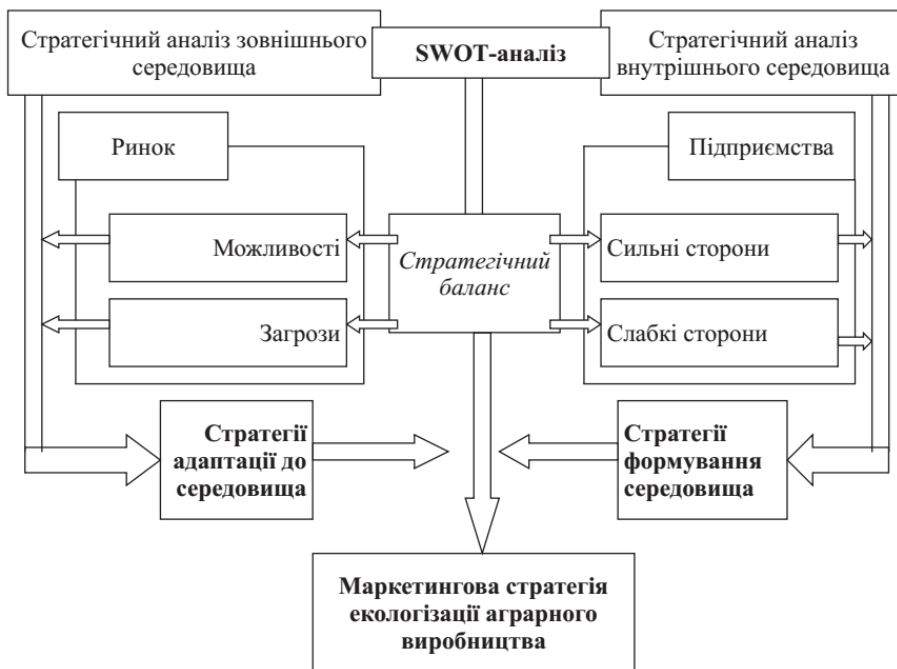 Стратегічний аналіз зовнішнього
середовища
SWOT-аналіз
Стратегічний аналіз
внутрішнього середовища
Ринок
Підприємства
Можливості
Стратегічний
баланс
Сильні сторони
Загрози
Слабкі сторони
Стратегії
адаптації до
середовища
Стратегії
формування
середовища
Маркетингова стратегія
екологізації аграрного
виробництва